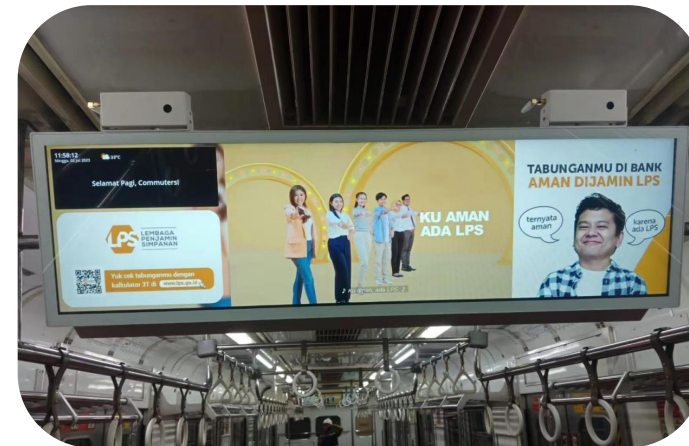 11:58:12
33°C
Selamat Pagi, Commuters!
LPS
LEMBAGA
PENJAMIN
SIMPANAN
Yuk cek tabunganmu dengan
kalkulator 3T di www.lps.go.id
KU AMAN
ADA LPS
TABUNGANMU DI BANK
AMAN DIJAMIN LPS
ternyata
aman
karena
ada LPS